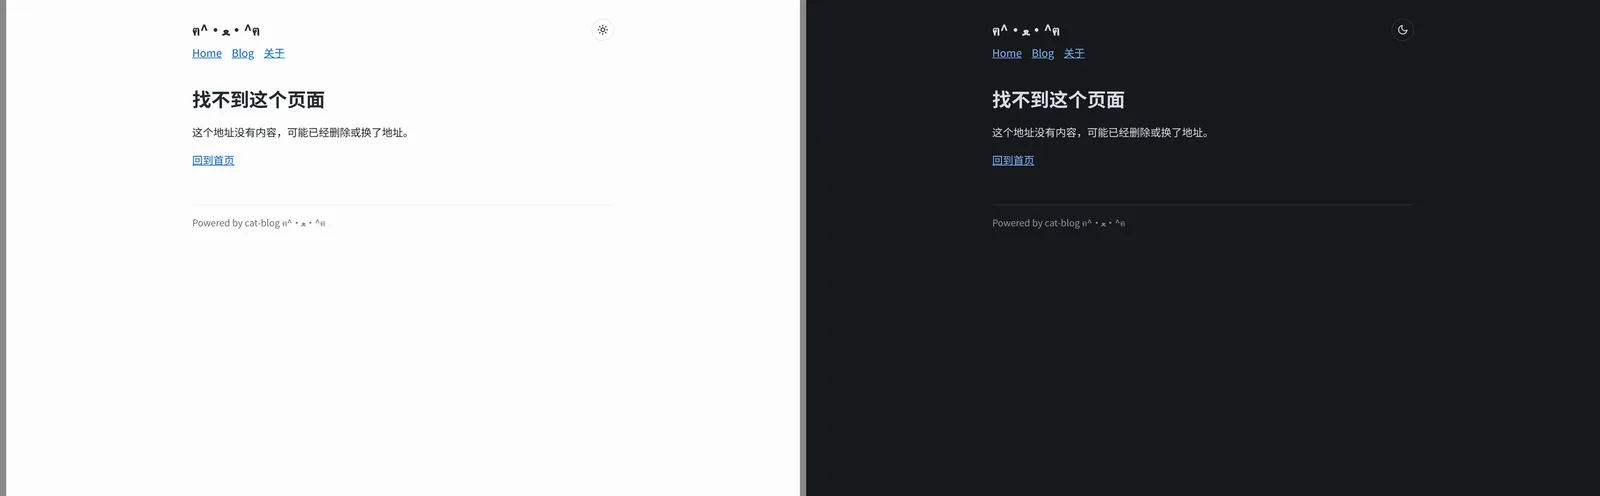 ฅ^•ﻌ•^ฅ
Home Blog 关于
找不到这个页面
这个地址没有内容，可能已经删除或换了地址。
回到首页
Powered by cat-blog ฅ^•ﻌ•^ฅ
ฅ^•ﻌ•^ฅ
Home Blog 关于
找不到这个页面
这个地址没有内容，可能已经删除或换了地址。
回到首页
Powered by cat-blog ฅ^•ﻌ•^ฅ